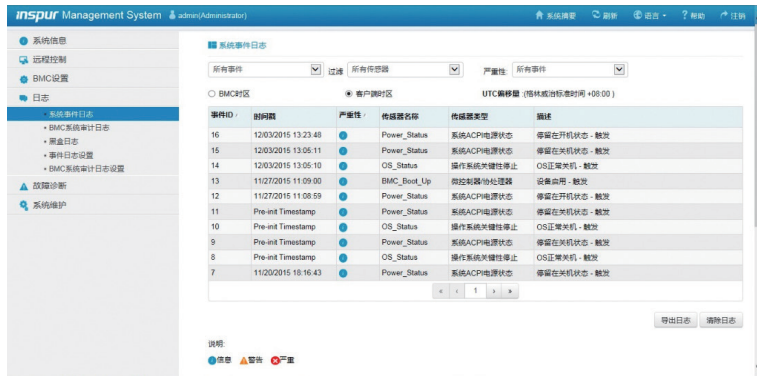 inspur Management System admin(Administrator) 系统摘要 刷新 语言 帮助 注销
系统信息
远程控制
BMC设置
日志
系统事件日志
BMC系统审计日志
黑盒日志
事件日志设置
BMC系统审计日志设置
故障诊断
系统维护
系统事件日志
所有事件 过滤 所有传感器 严重性: 所有事件
BMC时区 客户端时区 UTC偏移量:(格林威治标准时间 +08:00 )
事件ID 时间戳 严重性 传感器名称 传感器类型 描述
16 12/03/2015 13:23:48 Power_Status 系统ACPI电源状态 停留在开机状态 - 触发
15 12/03/2015 13:05:11 Power_Status 系统ACPI电源状态 停留在关机状态 - 触发
14 12/03/2015 13:05:10 OS_Status 操作系统关键性停止 OS正常关机 - 触发
13 11/27/2015 11:09:00 BMC_Boot_Up 微控制器/协处理器 设备启用 - 触发
12 11/27/2015 11:08:59 Power_Status 系统ACPI电源状态 停留在开机状态 - 触发
11 Pre-init Timestamp Power_Status 系统ACPI电源状态 停留在关机状态 - 触发
10 Pre-init Timestamp OS_Status 操作系统关键性停止 OS正常关机 - 触发
9 Pre-init Timestamp Power_Status 系统ACPI电源状态 停留在关机状态 - 触发
8 Pre-init Timestamp OS_Status 操作系统关键性停止 OS正常关机 - 触发
7 11/20/2015 18:16:43 Power_Status 系统ACPI电源状态 停留在关机状态 - 触发
« ‹ 1 › »
导出日志 清除日志
说明:
信息 警告 严重